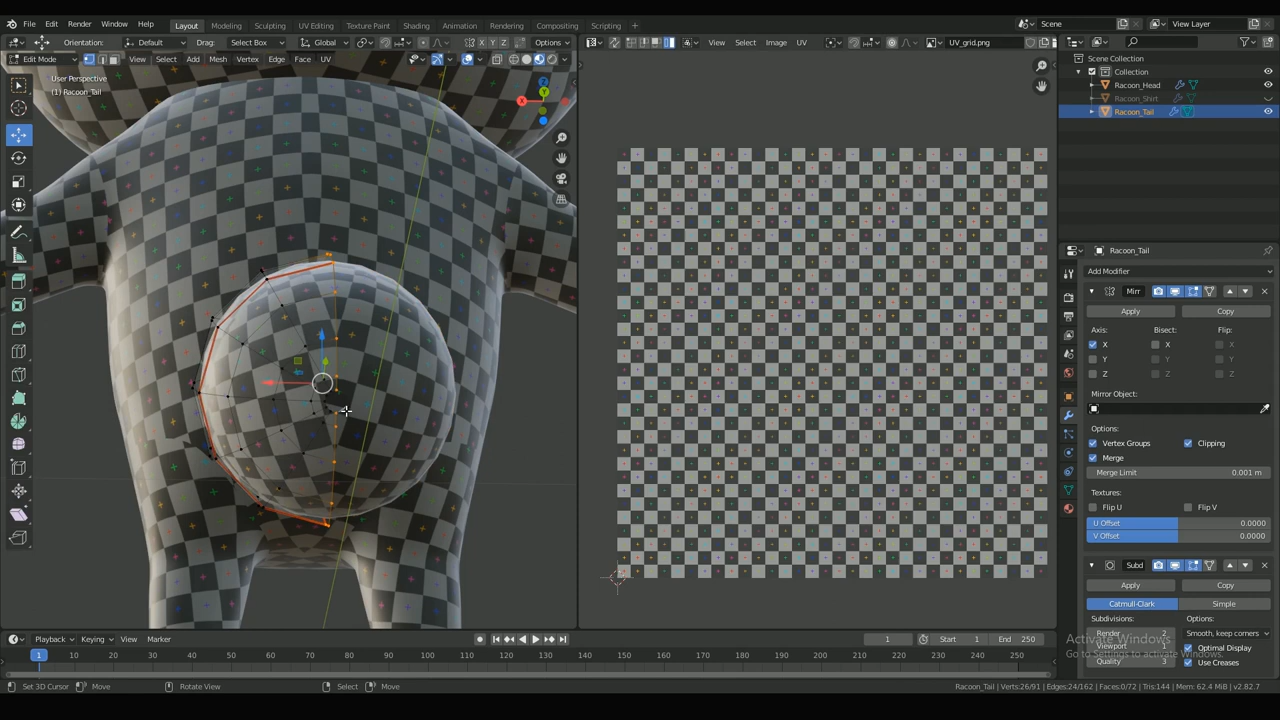 File Edit Render Window Help Layout Modeling Sculpting UV Editing Texture Paint Shading Animation Rendering Compositing Scripting + Scene View Layer
Orientation: Default Drag: Select Box Global Options View Select Image UV UV_grid.png
Edit Mode View Select Add Mesh Vertex Edge Face UV X Y Z
User Perspective
(1) Racoon_Tail
Scene Collection
Collection
Racoon_Head
Racoon_Shirt
Racoon_Tail
Racoon_Tail
Add Modifier
Mirr
Apply Copy
Axis: Bisect: Flip:
X X X
Y Y Y
Z Z Z
Mirror Object:
Options:
Vertex Groups Clipping
Merge
Merge Limit 0.001 m
Textures:
Flip U Flip V
U Offset 0.0000
V Offset 0.0000
Subd
Apply Copy
Catmull-Clark Simple
Subdivisions: Options:
Render 2 Smooth, keep corners
Viewport 1 Optimal Display
Quality 3 Use Creases
Activate Windows
Go to Settings to activate Windows.
Playback Keying View Marker 1 Start 1 End 250
1 10 20 30 40 50 60 70 80 90 100 110 120 130 140 150 160 170 180 190 200 210 220 230 240 250
Set 3D Cursor Move Rotate View Select Move Racoon_Tail | Verts:26/91 | Edges:24/162 | Faces:0/72 | Tris:144 | Mem: 62.4 MiB | v2.82.7